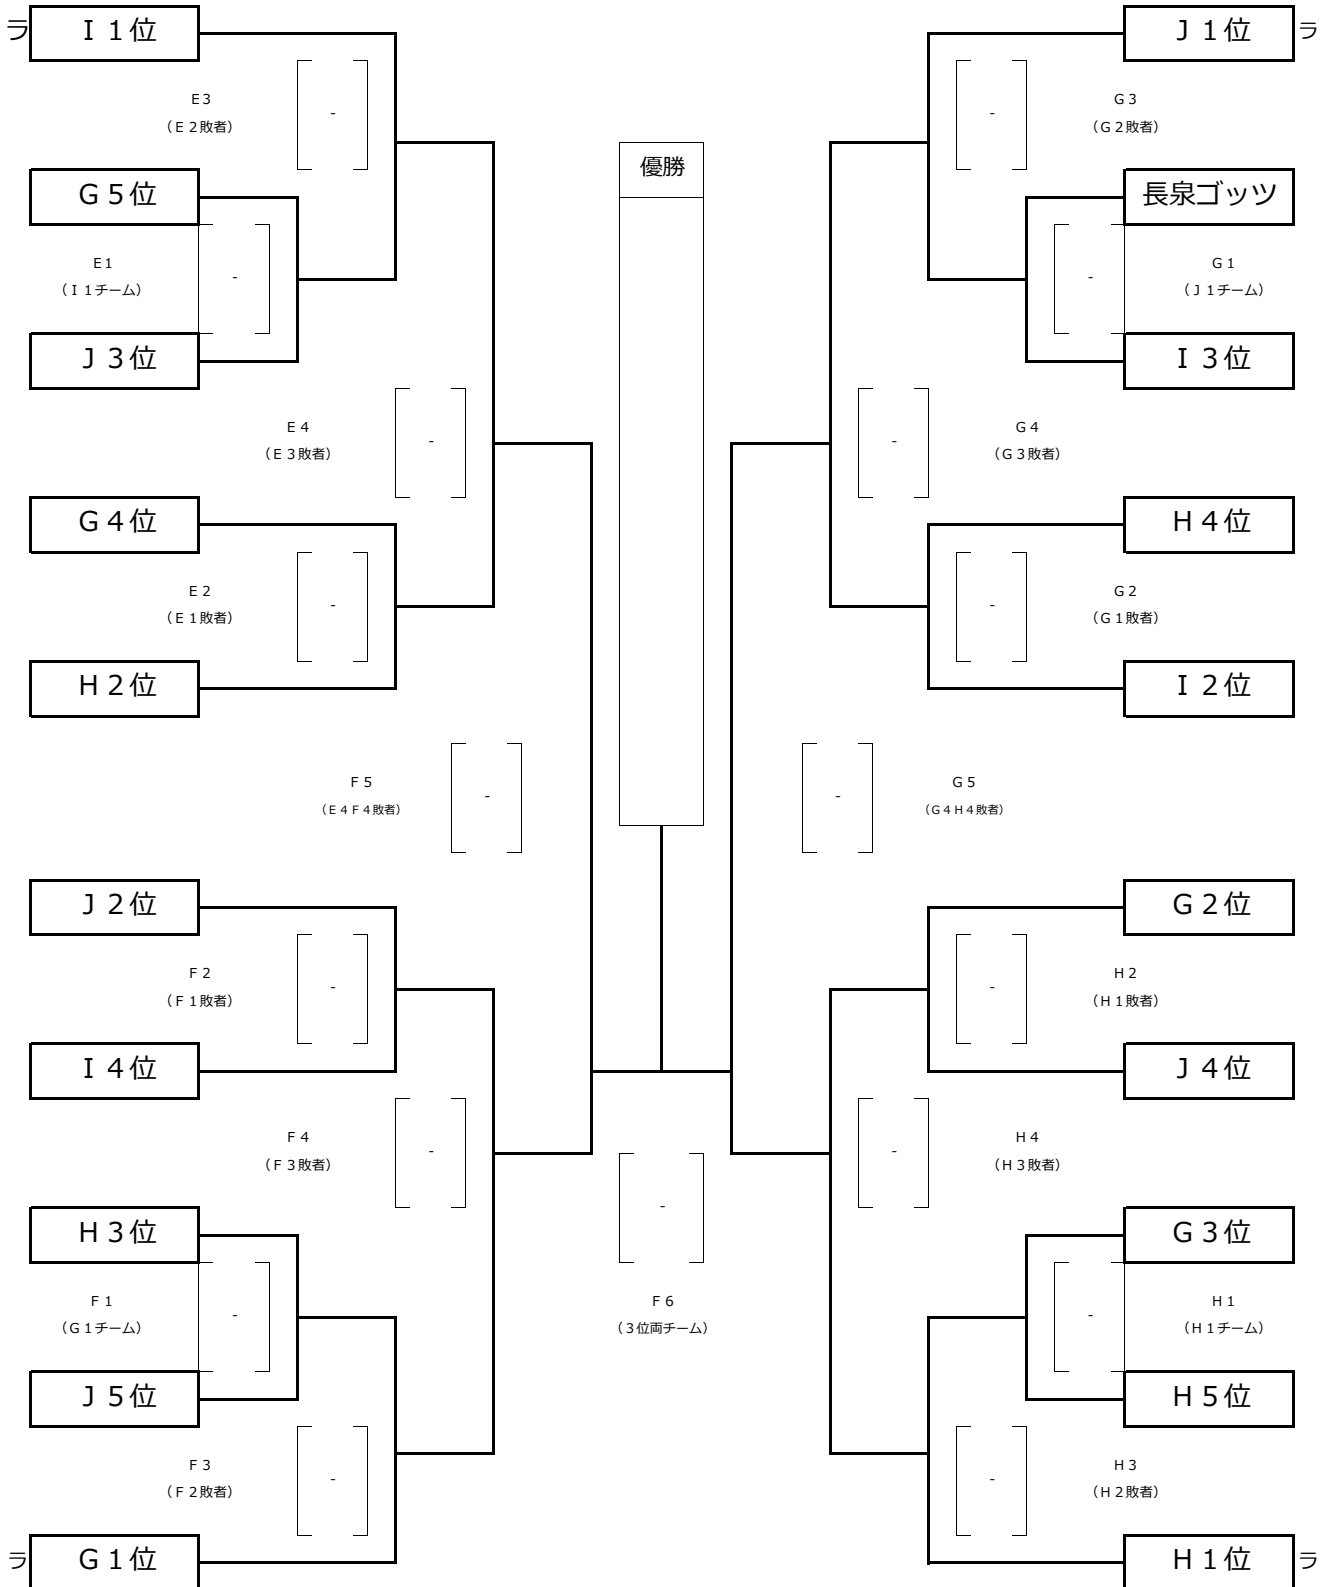 ラ Ｉ１位 Ｊ１位 ラ
Ｅ３ Ｇ３
（Ｅ２敗者） - - （Ｇ２敗者）
優勝
Ｇ５位 長泉ゴッツ
Ｅ１ Ｇ１
（Ｉ１チーム） - - （Ｊ１チーム）
Ｊ３位 Ｉ３位
Ｅ４ Ｇ４
（Ｅ３敗者） - - （Ｇ３敗者）
Ｇ４位 Ｈ４位
Ｅ２ Ｇ２
（Ｅ１敗者） - - （Ｇ１敗者）
Ｈ２位 Ｉ２位
Ｆ５ Ｇ５
（Ｅ４Ｆ４敗者） - - （Ｇ４Ｈ４敗者）
Ｊ２位 Ｇ２位
Ｆ２ Ｈ２
（Ｆ１敗者） - - （Ｈ１敗者）
Ｉ４位 Ｊ４位
Ｆ４ Ｈ４
（Ｆ３敗者） - - （Ｈ３敗者）
Ｈ３位 - Ｇ３位
Ｆ１ Ｆ６ Ｈ１
（Ｇ１チーム） - （３位両チーム） - （Ｈ１チーム）
Ｊ５位 Ｈ５位
Ｆ３ Ｈ３
（Ｆ２敗者） - - （Ｈ２敗者）
ラ Ｇ１位 Ｈ１位 ラ